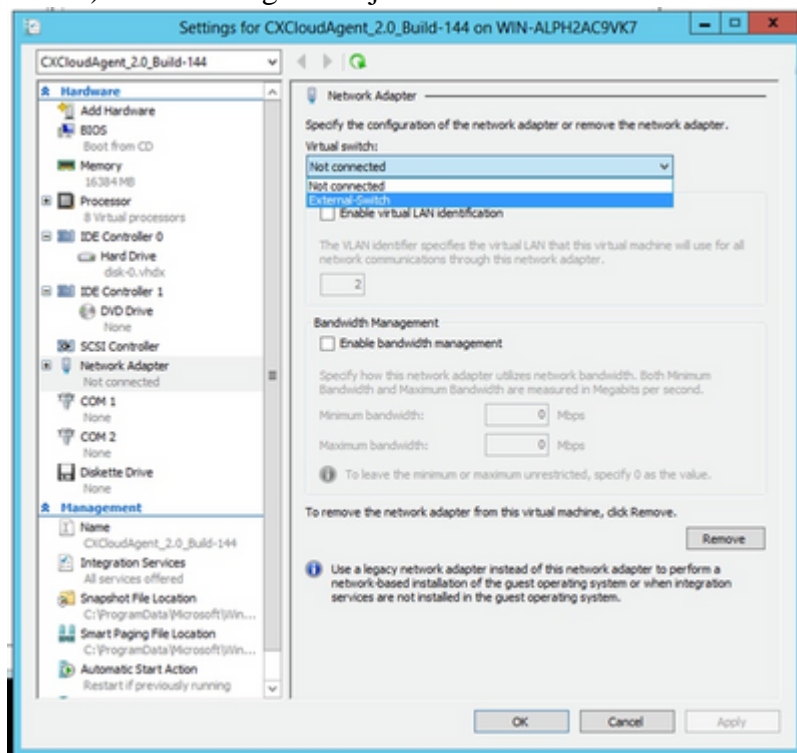 Settings for CXCloudAgent_2.0_Build-144 on WIN-ALPH2AC9VK7
CXCloudAgent_2.0_Build-144
Hardware
Add Hardware
BIOS
Boot from CD
Memory
16384 MB
Processor
8 Virtual processors
IDE Controller 0
Hard Drive
disk-0.vhdx
IDE Controller 1
DVD Drive
None
SCSI Controller
Network Adapter
Not connected
COM 1
None
COM 2
None
Diskette Drive
None
Management
Name
CXCloudAgent_2.0_Build-144
Integration Services
All services offered
Snapshot File Location
C:\ProgramData\Microsoft\Win...
Smart Paging File Location
C:\ProgramData\Microsoft\Win...
Automatic Start Action
Restart if previously running
Network Adapter
Specify the configuration of the network adapter or remove the network adapter.
Virtual switch:
Not connected
Not connected
External-Switch
Enable virtual LAN identification
The VLAN identifier specifies the virtual LAN that this virtual machine will use for all
network communications through this network adapter.
2
Bandwidth Management
Enable bandwidth management
Specify how this network adapter utilizes network bandwidth. Both Minimum
Bandwidth and Maximum Bandwidth are measured in Megabits per second.
Minimum bandwidth: 0 Mbps
Maximum bandwidth: 0 Mbps
To leave the minimum or maximum unrestricted, specify 0 as the value.
To remove the network adapter from this virtual machine, click Remove.
Remove
Use a legacy network adapter instead of this network adapter to perform a
network-based installation of the guest operating system or when integration
services are not installed in the guest operating system.
OK Cancel Apply